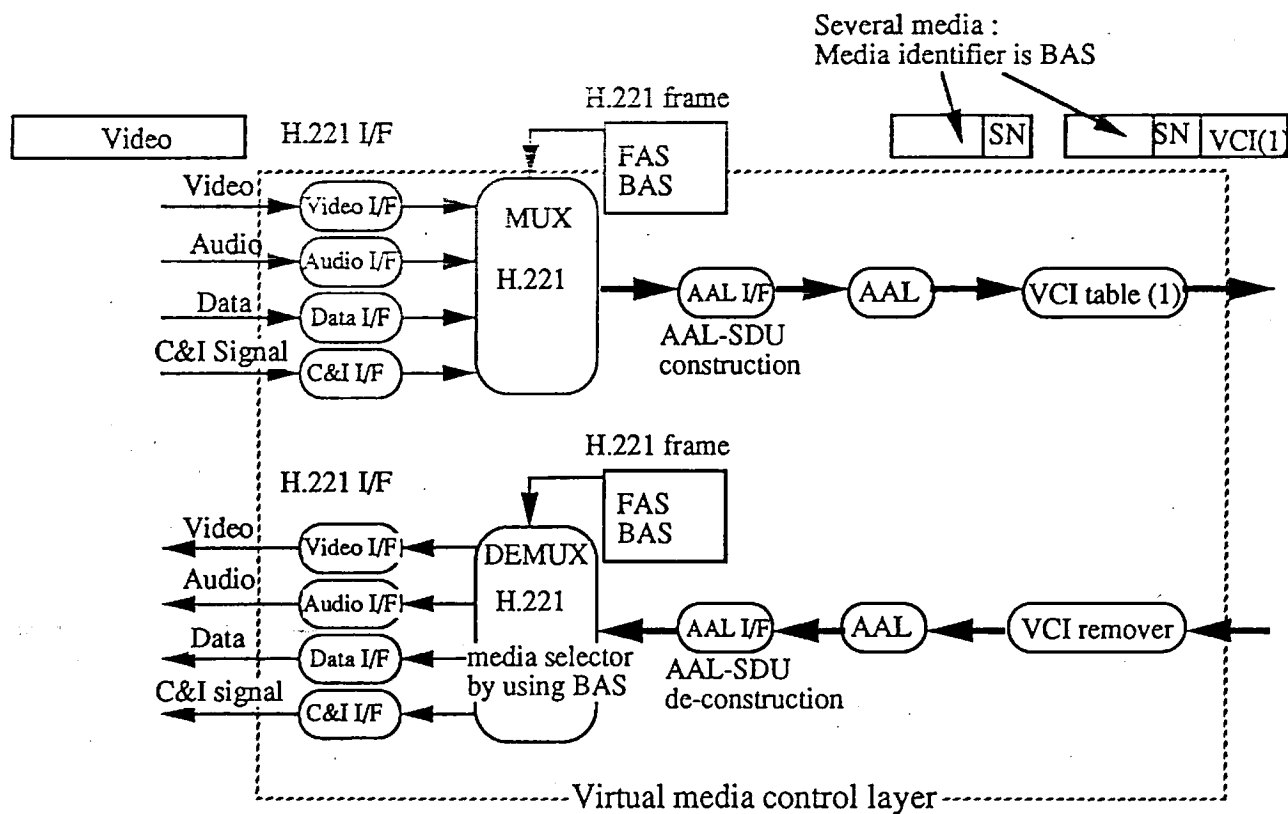 Several media :
Media identifier is BAS
H.221 frame
Video
H.221 I/F
SN
SN
VCI(1)
FAS
BAS
Video
Video I/F
MUX
H.221
Audio
Audio I/F
Data
Data I/F
C&I Signal
C&I I/F
AAL I/F
AAL
VCI table (1)
AAL-SDU
construction
H.221 frame
H.221 I/F
FAS
BAS
Video
Video I/F
DEMUX
H.221
Audio
Audio I/F
Data
Data I/F
media selector
by using BAS
C&I signal
C&I I/F
AAL I/F
AAL
VCI remover
AAL-SDU
de-construction
Virtual media control layer